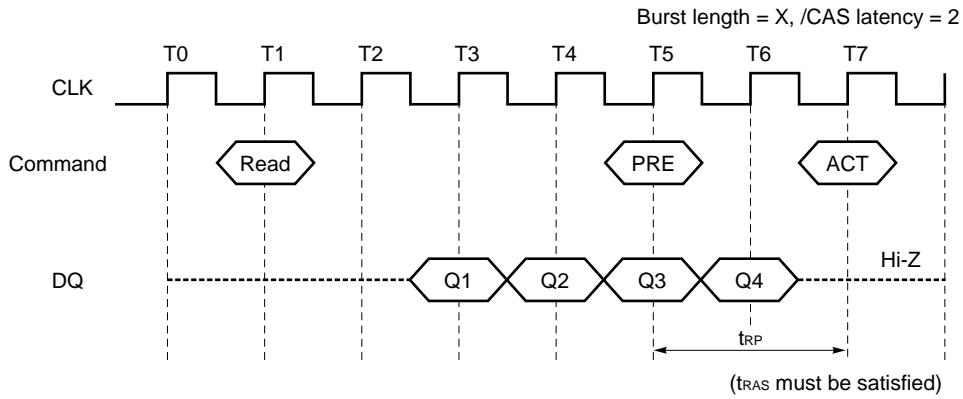 Burst length = X, /CAS latency = 2
T0 T1 T2 T3 T4 T5 T6 T7
CLK
Command Read PRE ACT
DQ Q1 Q2 Q3 Q4 Hi-Z
tRP
(tRAS must be satisfied)